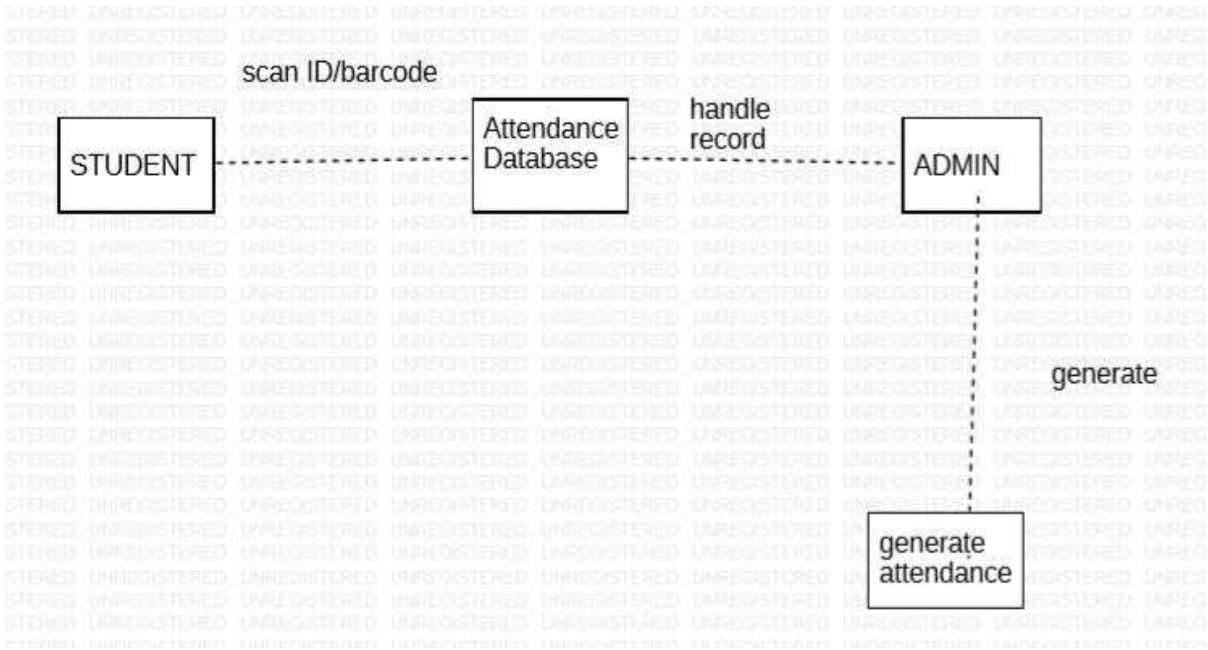 scan ID/barcode
handle
record
STUDENT
Attendance
Database
ADMIN
generate
generate
attendance